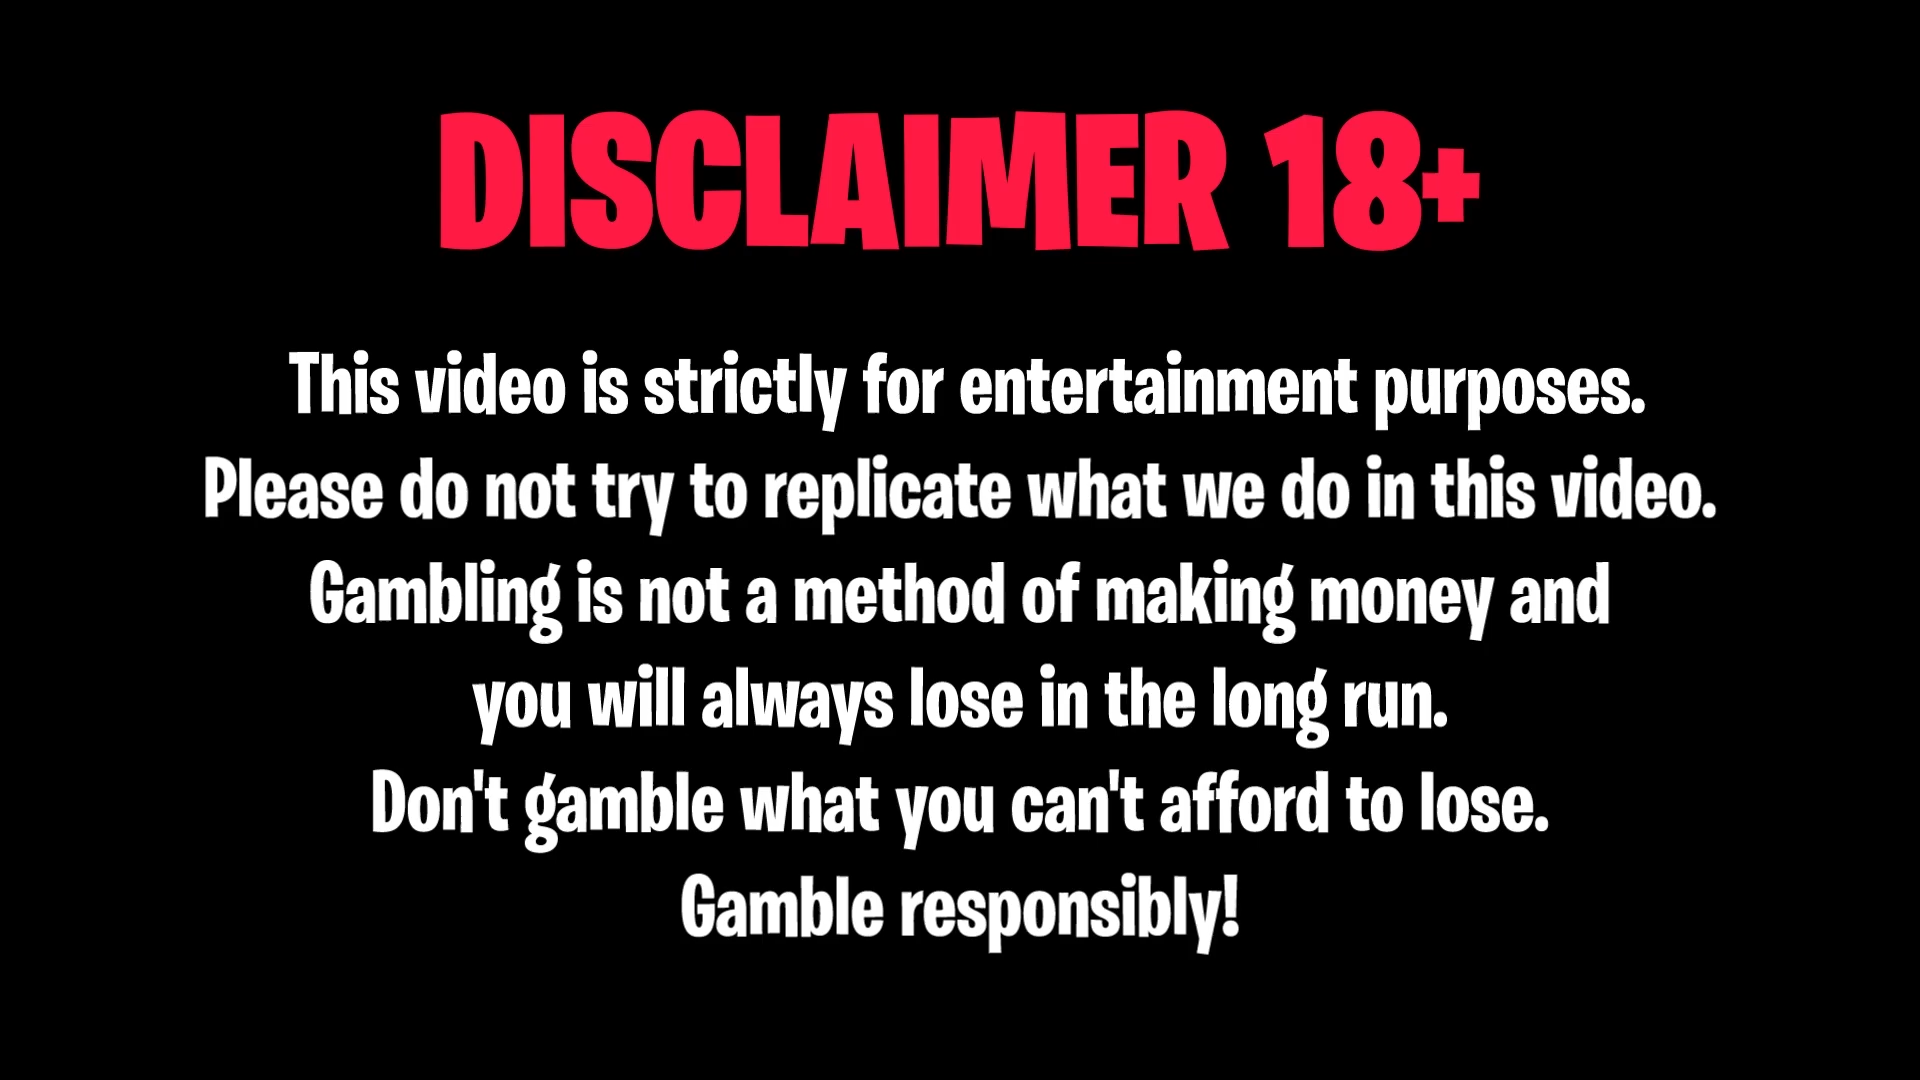 DISCLAIMER 18+
This video is strictly for entertainment purposes.
Please do not try to replicate what we do in this video.
Gambling is not a method of making money and
you will always lose in the long run.
Don't gamble what you can't afford to lose.
Gamble responsibly!